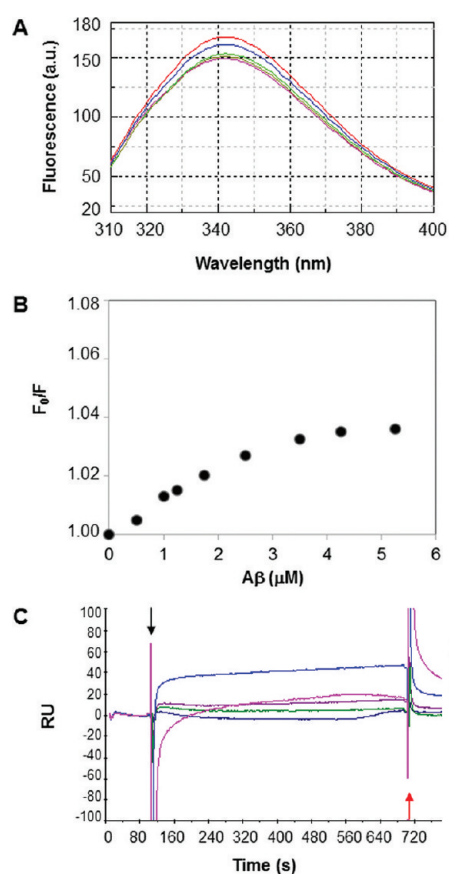 A
180
150
100
50
20
Fluorescence (a.u.)
310 320 340 360 380 400
Wavelength (nm)
B
1.08
1.06
1.04
1.02
1.00
F₀/F
0 1 2 3 4 5 6
Aβ (μM)
C
100
80
60
40
20
0
-20
-40
-60
-80
-100
RU
0 80 160 240 320 400 480 560 640 720
Time (s)